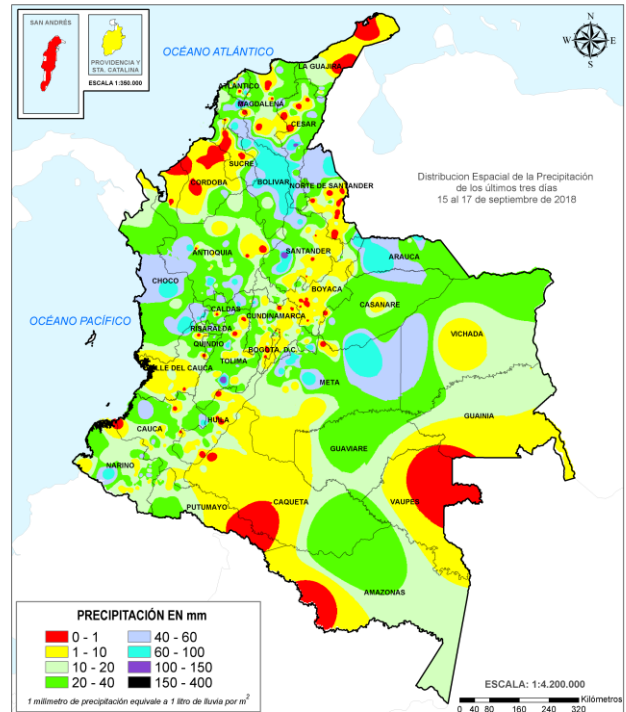 SAN ANDRÉS
PROVIDENCIA Y
STA. CATALINA
ESCALA 1:350.000
OCÉANO ATLÁNTICO
N
W
E
S
LA GUAJIRA
ATLANTICO
MAGDALENA
CESAR
SUCRE
CORDOBA
BOLIVAR
NORTE DE SANTANDER
Distribucion Espacial de la Precipitación
de los últimos tres días
15 al 17 de septiembre de 2018
ANTIOQUIA
SANTANDER
ARAUCA
CHOCO
BOYACA
CASANARE
OCÉANO PACÍFICO
CALDAS
CUNDINAMARCA
RISARALDA
VICHADA
QUINDIO
BOGOTA, D.C.
TOLIMA
VALLE DEL CAUCA
META
GUAINIA
HUILA
CAUCA
GUAVIARE
NARIÑO
CAQUETA
VAUPES
PUTUMAYO
AMAZONAS
PRECIPITACIÓN EN mm
0 - 1
40 - 60
1 - 10
60 - 100
10 - 20
100 - 150
20 - 40
150 - 400
1 milimetro de precipitación equivale a 1 litro de lluvia por m²
ESCALA: 1:4.200.000
Kilómetros
0 40 80 160 240 320